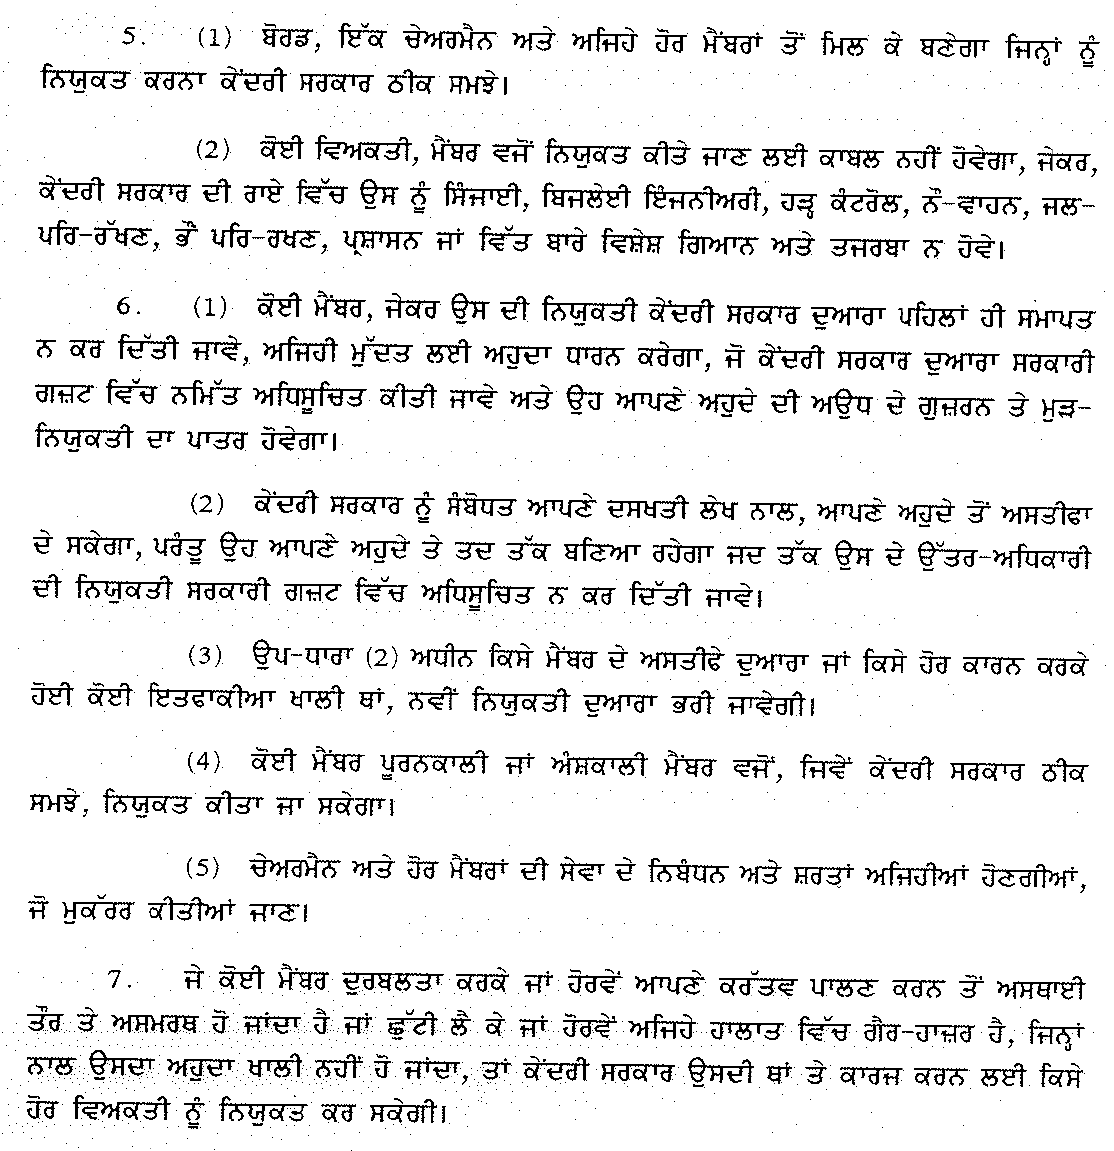 5. (1) ਬੋਰਡ, ਇੱਕ ਚੇਅਰਮੈਨ ਅਤੇ ਅਜਿਹੇ ਹੋਰ ਮੈਂਬਰਾਂ ਤੋਂ ਮਿਲ ਕੇ ਬਣੇਗਾ ਜਿਨ੍ਹਾਂ ਨੂੰ
ਨਿਯੁਕਤ ਕਰਨਾ ਕੇਂਦਰੀ ਸਰਕਾਰ ਠੀਕ ਸਮਝੇ।
(2) ਕੋਈ ਵਿਅਕਤੀ, ਮੈਂਬਰ ਵਜੋਂ ਨਿਯੁਕਤ ਕੀਤੇ ਜਾਣ ਲਈ ਕਾਬਲ ਨਹੀਂ ਹੋਵੇਗਾ, ਜੇਕਰ,
ਕੇਂਦਰੀ ਸਰਕਾਰ ਦੀ ਰਾਏ ਵਿੱਚ ਉਸ ਨੂੰ ਸਿੰਜਾਈ, ਬਿਜਲੇਈ ਇੰਜਨੀਅਰੀ, ਹੜ੍ਹ ਕੰਟਰੋਲ, ਨੌ-ਵਾਹਨ, ਜਲ-
ਪਰਿ-ਰੱਖਣ, ਭੌਂ ਪਰਿ-ਰਖਣ, ਪ੍ਰਸ਼ਾਸਨ ਜਾਂ ਵਿੱਤ ਬਾਰੇ ਵਿਸ਼ੇਸ਼ ਗਿਆਨ ਅਤੇ ਤਜਰਬਾ ਨ ਹੋਵੇ।
6. (1) ਕੋਈ ਮੈਂਬਰ, ਜੇਕਰ ਉਸ ਦੀ ਨਿਯੁਕਤੀ ਕੇਂਦਰੀ ਸਰਕਾਰ ਦੁਆਰਾ ਪਹਿਲਾਂ ਹੀ ਸਮਾਪਤ
ਨ ਕਰ ਦਿੱਤੀ ਜਾਵੇ, ਅਜਿਹੀ ਮੁੱਦਤ ਲਈ ਅਹੁਦਾ ਧਾਰਨ ਕਰੇਗਾ, ਜੋ ਕੇਂਦਰੀ ਸਰਕਾਰ ਦੁਆਰਾ ਸਰਕਾਰੀ
ਗਜ਼ਟ ਵਿੱਚ ਨਮਿੱਤ ਅਧਿਸੂਚਿਤ ਕੀਤੀ ਜਾਵੇ ਅਤੇ ਉਹ ਆਪਣੇ ਅਹੁਦੇ ਦੀ ਅਉਧ ਦੇ ਗੁਜ਼ਰਨ ਤੇ ਮੁੜ-
ਨਿਯੁਕਤੀ ਦਾ ਪਾਤਰ ਹੋਵੇਗਾ।
(2) ਕੇਂਦਰੀ ਸਰਕਾਰ ਨੂੰ ਸੰਬੋਧਤ ਆਪਣੇ ਦਸਖਤੀ ਲੇਖ ਨਾਲ, ਆਪਣੇ ਅਹੁਦੇ ਤੋਂ ਅਸਤੀਫਾ
ਦੇ ਸਕੇਗਾ, ਪਰੰਤੂ ਉਹ ਆਪਣੇ ਅਹੁਦੇ ਤੇ ਤਦ ਤੱਕ ਬਣਿਆ ਰਹੇਗਾ ਜਦ ਤੱਕ ਉਸ ਦੇ ਉੱਤਰ-ਅਧਿਕਾਰੀ
ਦੀ ਨਿਯੁਕਤੀ ਸਰਕਾਰੀ ਗਜ਼ਟ ਵਿੱਚ ਅਧਿਸੂਚਿਤ ਨ ਕਰ ਦਿੱਤੀ ਜਾਵੇ।
(3) ਉਪ-ਧਾਰਾ (2) ਅਧੀਨ ਕਿਸੇ ਮੈਂਬਰ ਦੇ ਅਸਤੀਫੇ ਦੁਆਰਾ ਜਾਂ ਕਿਸੇ ਹੋਰ ਕਾਰਨ ਕਰਕੇ
ਹੋਈ ਕੋਈ ਇਤਫਾਕੀਆ ਖਾਲੀ ਥਾਂ, ਨਵੀਂ ਨਿਯੁਕਤੀ ਦੁਆਰਾ ਭਰੀ ਜਾਵੇਗੀ।
(4) ਕੋਈ ਮੈਂਬਰ ਪੂਰਨਕਾਲੀ ਜਾਂ ਅੰਸ਼ਕਾਲੀ ਮੈਂਬਰ ਵਜੋਂ, ਜਿਵੇਂ ਕੇਂਦਰੀ ਸਰਕਾਰ ਠੀਕ
ਸਮਝੇ, ਨਿਯੁਕਤ ਕੀਤਾ ਜਾ ਸਕੇਗਾ।
(5) ਚੇਅਰਮੈਨ ਅਤੇ ਹੋਰ ਮੈਂਬਰਾਂ ਦੀ ਸੇਵਾ ਦੇ ਨਿਬੰਧਨ ਅਤੇ ਸ਼ਰਤਾਂ ਅਜਿਹੀਆਂ ਹੋਣਗੀਆਂ,
ਜੋ ਮੁਕੱਰਰ ਕੀਤੀਆਂ ਜਾਣ।
7. ਜੇ ਕੋਈ ਮੈਂਬਰ ਦੁਰਬਲਤਾ ਕਰਕੇ ਜਾਂ ਹੋਰਵੇਂ ਆਪਣੇ ਕਰੱਤਵ ਪਾਲਣ ਕਰਨ ਤੋਂ ਅਸਥਾਈ
ਤੌਰ ਤੇ ਅਸਮਰਥ ਹੋ ਜਾਂਦਾ ਹੈ ਜਾਂ ਛੁੱਟੀ ਲੈ ਕੇ ਜਾਂ ਹੋਰਵੇਂ ਅਜਿਹੇ ਹਾਲਾਤ ਵਿੱਚ ਗੈਰ-ਹਾਜ਼ਰ ਹੈ, ਜਿਨ੍ਹਾਂ
ਨਾਲ ਉਸਦਾ ਅਹੁਦਾ ਖਾਲੀ ਨਹੀਂ ਹੋ ਜਾਂਦਾ, ਤਾਂ ਕੇਂਦਰੀ ਸਰਕਾਰ ਉਸਦੀ ਥਾਂ ਤੇ ਕਾਰਜ ਕਰਨ ਲਈ ਕਿਸੇ
ਹੋਰ ਵਿਅਕਤੀ ਨੂੰ ਨਿਯੁਕਤ ਕਰ ਸਕੇਗੀ।